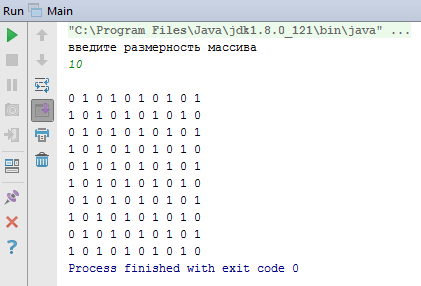 Run Main
"C:\Program Files\Java\jdk1.8.0_121\bin\java" ...
введите размерность массива
10
0 1 0 1 0 1 0 1 0 1
1 0 1 0 1 0 1 0 1 0
0 1 0 1 0 1 0 1 0 1
1 0 1 0 1 0 1 0 1 0
0 1 0 1 0 1 0 1 0 1
1 0 1 0 1 0 1 0 1 0
0 1 0 1 0 1 0 1 0 1
1 0 1 0 1 0 1 0 1 0
0 1 0 1 0 1 0 1 0 1
1 0 1 0 1 0 1 0 1 0
Process finished with exit code 0